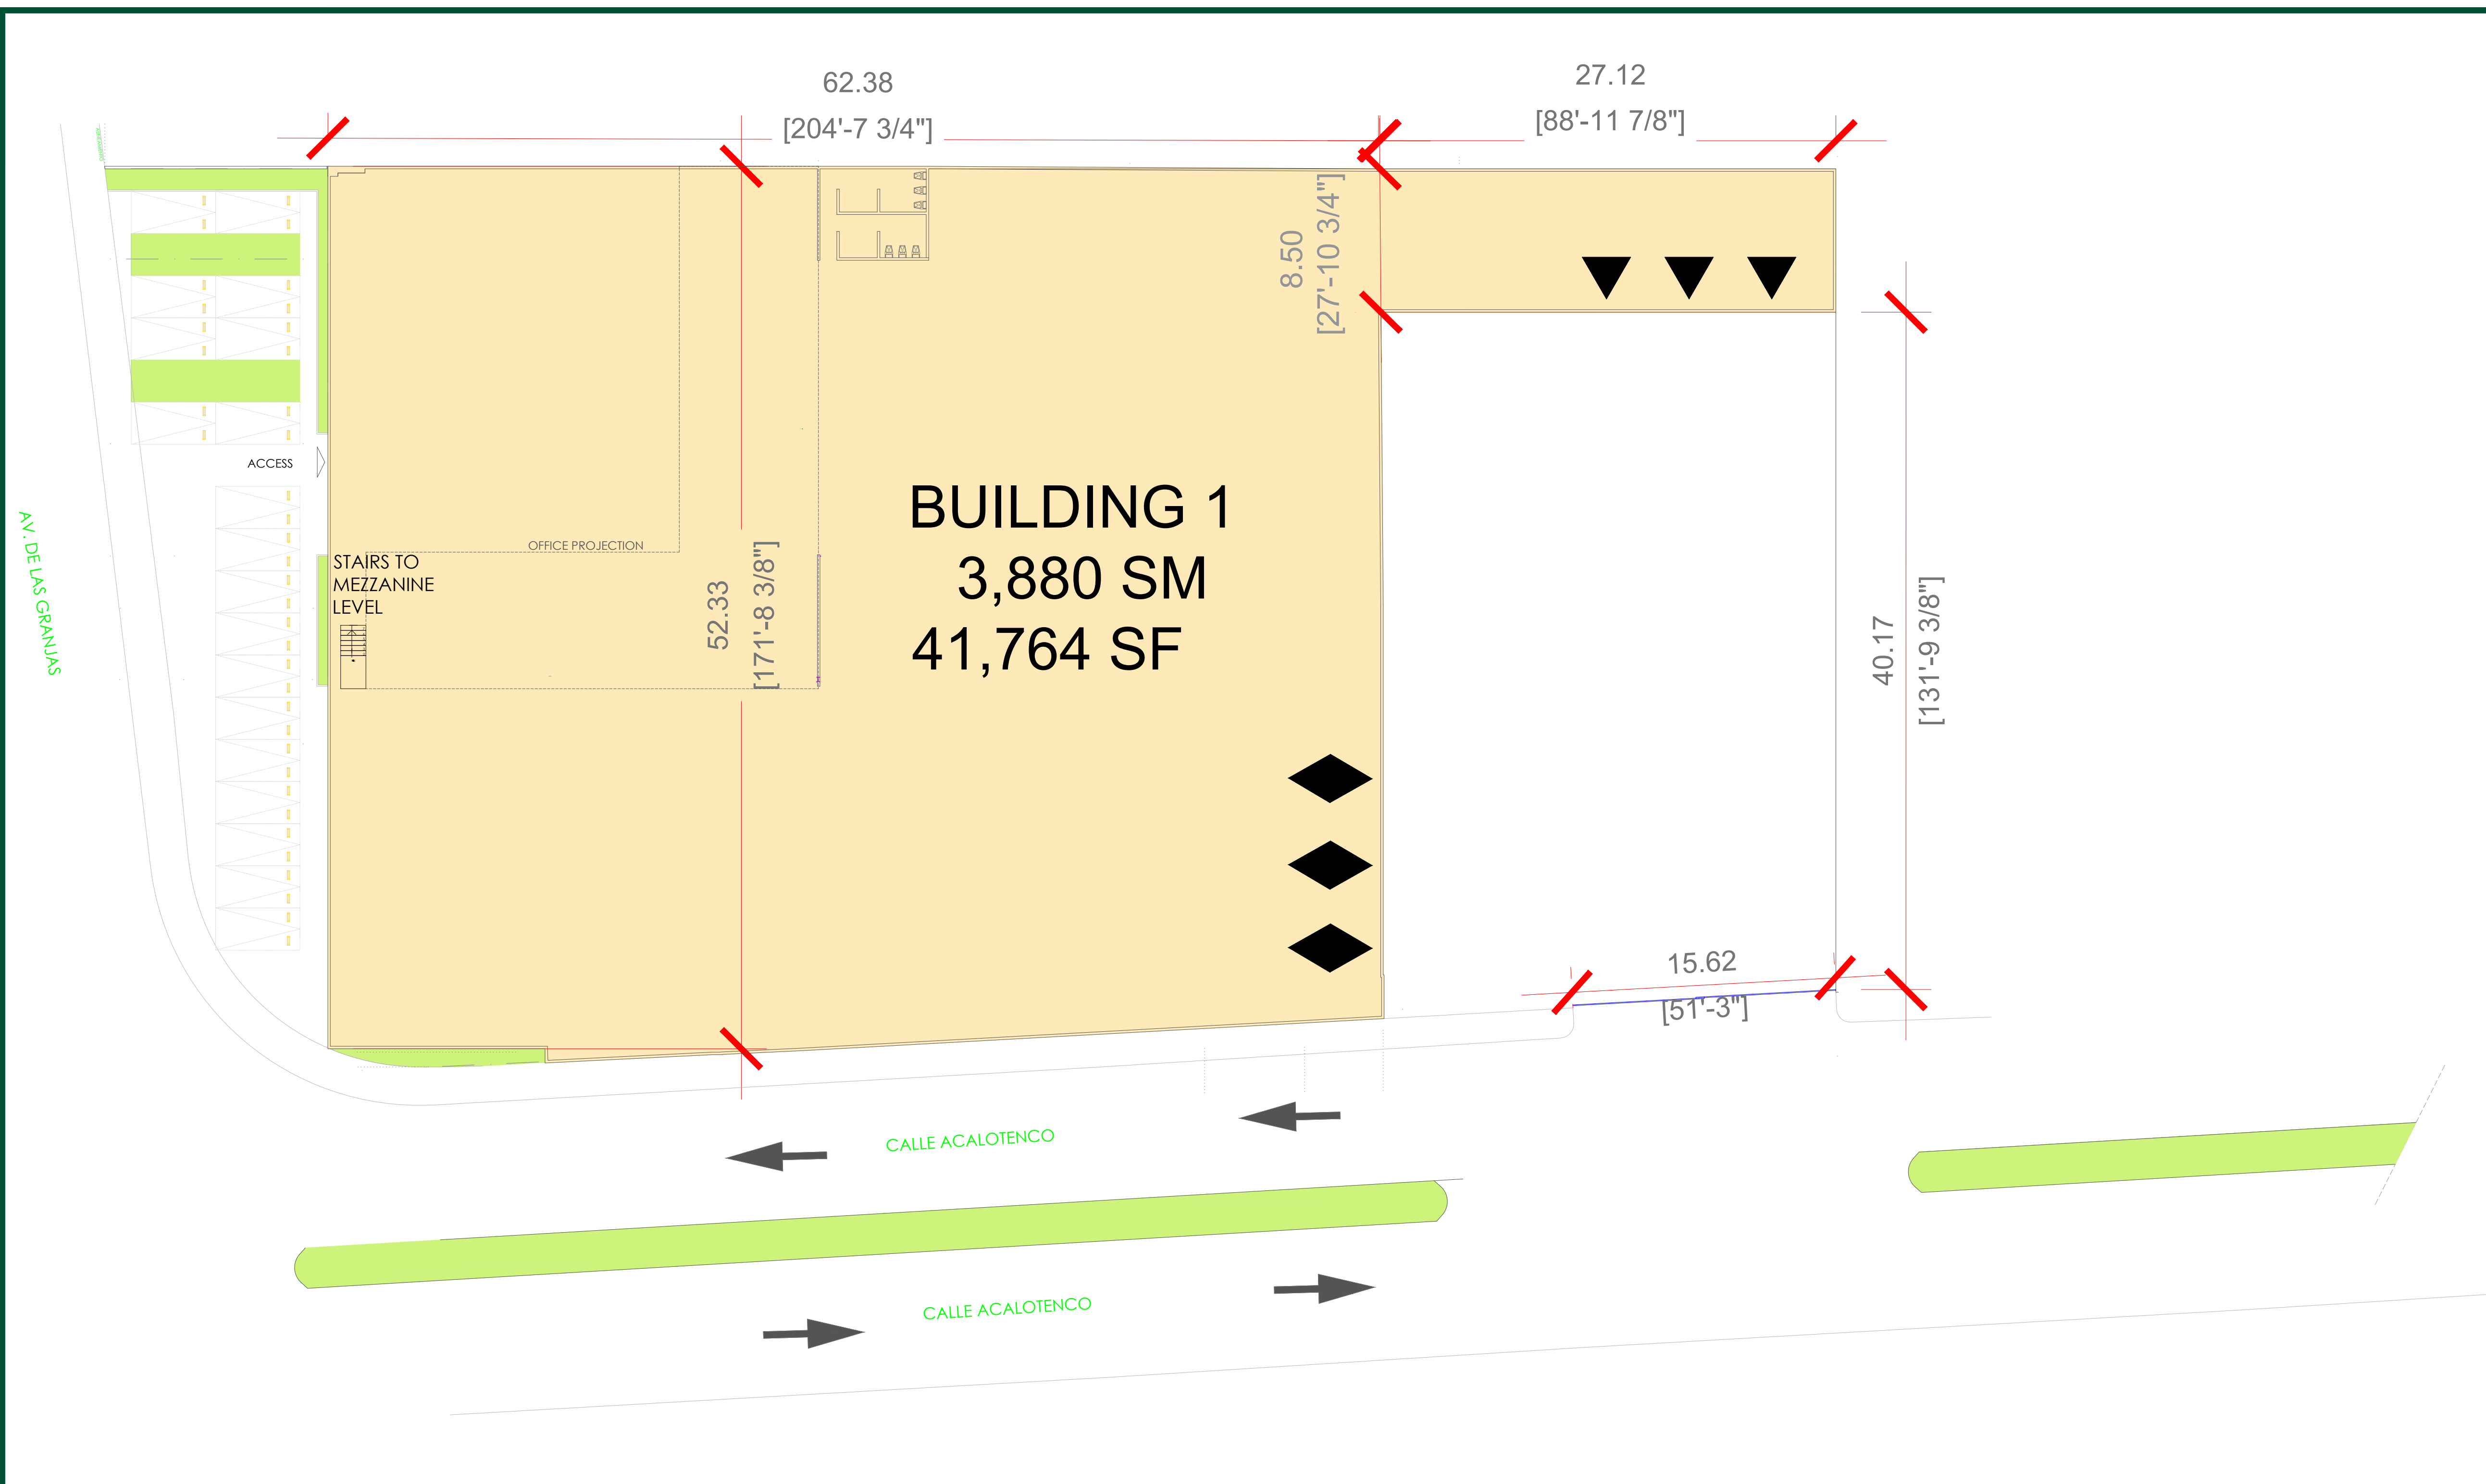 62.38
[204'-7 3/4"]
27.12
[88'-11 7/8"]
8.50
[27'-10 3/4"]
ACCESS
AV. DE LAS GRANJAS
OFFICE PROJECTION
STAIRS TO
MEZZANINE
LEVEL
52.33
[171'-8 3/8"]
BUILDING 1
3,880 SM
41,764 SF
40.17
[131'-9 3/8"]
15.62
[51'-3"]
CALLE ACALOTENCO
CALLE ACALOTENCO